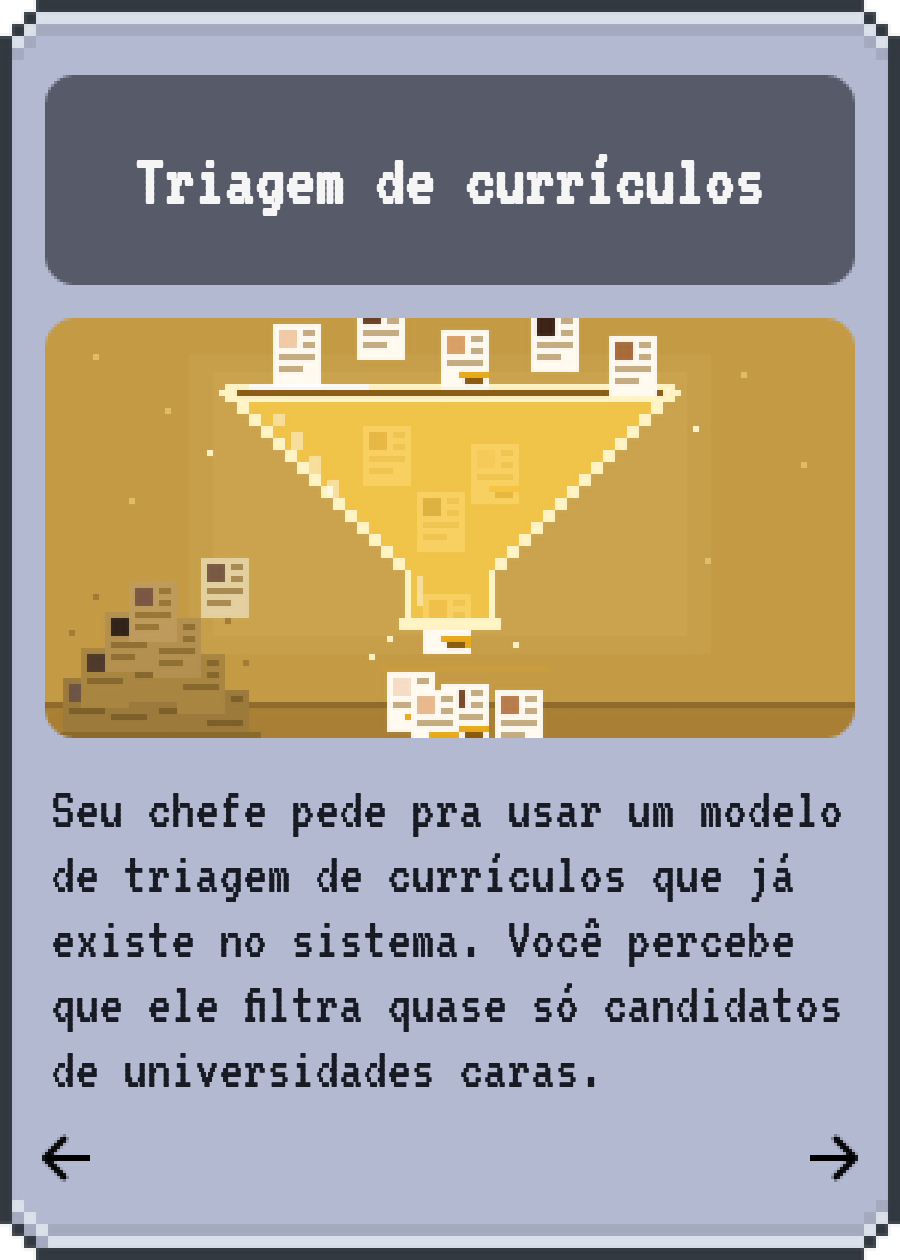 Triagem de currículos
Seu chefe pede pra usar um modelo
de triagem de currículos que já
existe no sistema. Você percebe
que ele filtra quase só candidatos
de universidades caras.